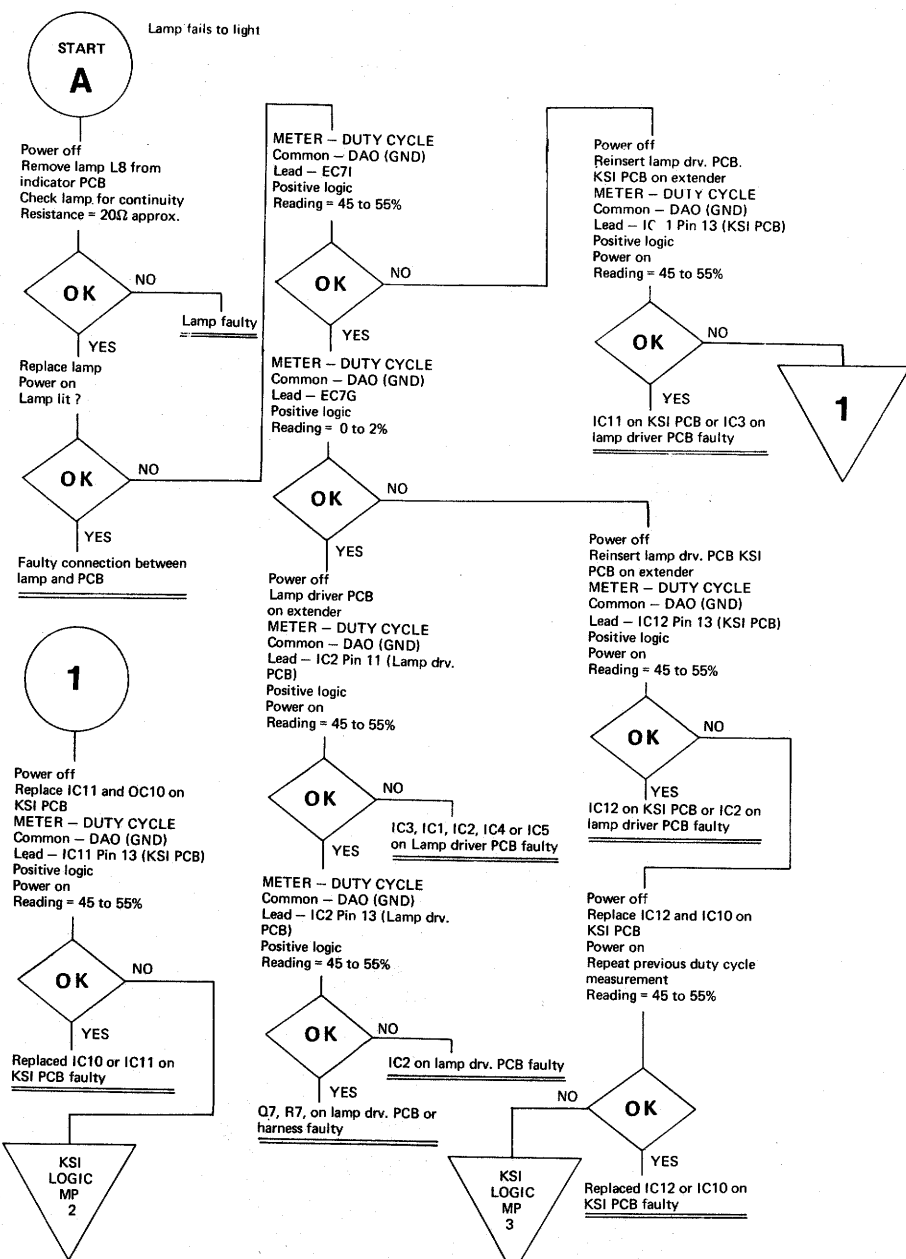 Lamp fails to light
START
A
Power off
Remove lamp L8 from
indicator PCB
Check lamp for continuity
Resistance = 20Ω approx.
OK
NO
Lamp faulty
YES
Replace lamp
Power on
Lamp lit ?
OK
NO
YES
Faulty connection between
lamp and PCB
1
Power off
Replace IC11 and OC10 on
KSI PCB
METER – DUTY CYCLE
Common – DAO (GND)
Lead – IC11 Pin 13 (KSI PCB)
Positive logic
Power on
Reading = 45 to 55%
OK
NO
YES
Replaced IC10 or IC11 on
KSI PCB faulty
KSI
LOGIC
MP
2
METER – DUTY CYCLE
Common – DAO (GND)
Lead – EC7I
Positive logic
Reading = 45 to 55%
OK
NO
YES
METER – DUTY CYCLE
Common – DAO (GND)
Lead – EC7G
Positive logic
Reading = 0 to 2%
OK
NO
YES
Power off
Lamp driver PCB
on extender
METER – DUTY CYCLE
Common – DAO (GND)
Lead – IC2 Pin 11 (Lamp drv.
PCB)
Positive logic
Power on
Reading = 45 to 55%
OK
NO
IC3, IC1, IC2, IC4 or IC5
on Lamp driver PCB faulty
YES
METER – DUTY CYCLE
Common – DAO (GND)
Lead – IC2 Pin 13 (Lamp drv.
PCB)
Positive logic
Reading = 45 to 55%
OK
NO
IC2 on lamp drv. PCB faulty
YES
Q7, R7, on lamp drv. PCB or
harness faulty
Power off
Reinsert lamp drv. PCB.
KSI PCB on extender
METER – DUTY CYCLE
Common – DAO (GND)
Lead – IC 1 Pin 13 (KSI PCB)
Positive logic
Power on
Reading = 45 to 55%
OK
NO
YES
IC11 on KSI PCB or IC3 on
lamp driver PCB faulty
1
Power off
Reinsert lamp drv. PCB KSI
PCB on extender
METER – DUTY CYCLE
Common – DAO (GND)
Lead – IC12 Pin 13 (KSI PCB)
Positive logic
Power on
Reading = 45 to 55%
OK
NO
YES
IC12 on KSI PCB or IC2 on
lamp driver PCB faulty
Power off
Replace IC12 and IC10 on
KSI PCB
Power on
Repeat previous duty cycle
measurement
Reading = 45 to 55%
OK
NO
YES
Replaced IC12 or IC10 on
KSI PCB faulty
KSI
LOGIC
MP
3